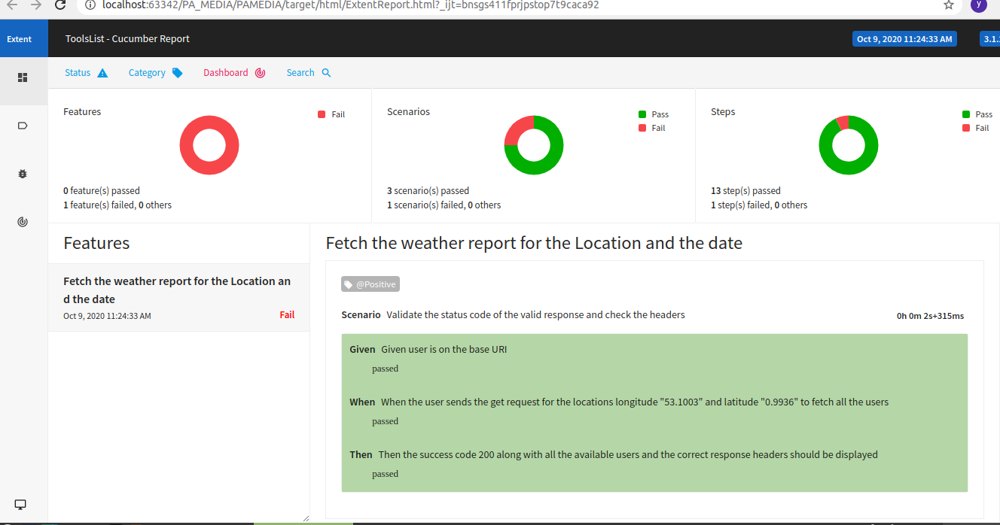 localhost:63342/PA_MEDIA/PAMEDIA/target/html/ExtentReport.html?_ijt=bnsgs411fprjpstop7t9caca92
y
Extent
ToolsList - Cucumber Report
Oct 9, 2020 11:24:33 AM
3.1.
Status
Category
Dashboard
Search
Features
Fail
0 feature(s) passed
1 feature(s) failed, 0 others
Scenarios
Pass
Fail
3 scenario(s) passed
1 scenario(s) failed, 0 others
Steps
Pass
Fail
13 step(s) passed
1 step(s) failed, 0 others
Features
Fetch the weather report for the Location an
d the date
Oct 9, 2020 11:24:33 AM
Fail
Fetch the weather report for the Location and the date
@Positive
Scenario Validate the status code of the valid response and check the headers
0h 0m 2s+315ms
Given Given user is on the base URI
passed
When When the user sends the get request for the locations longitude "53.1003" and latitude "0.9936" to fetch all the users
passed
Then Then the success code 200 along with all the available users and the correct response headers should be displayed
passed